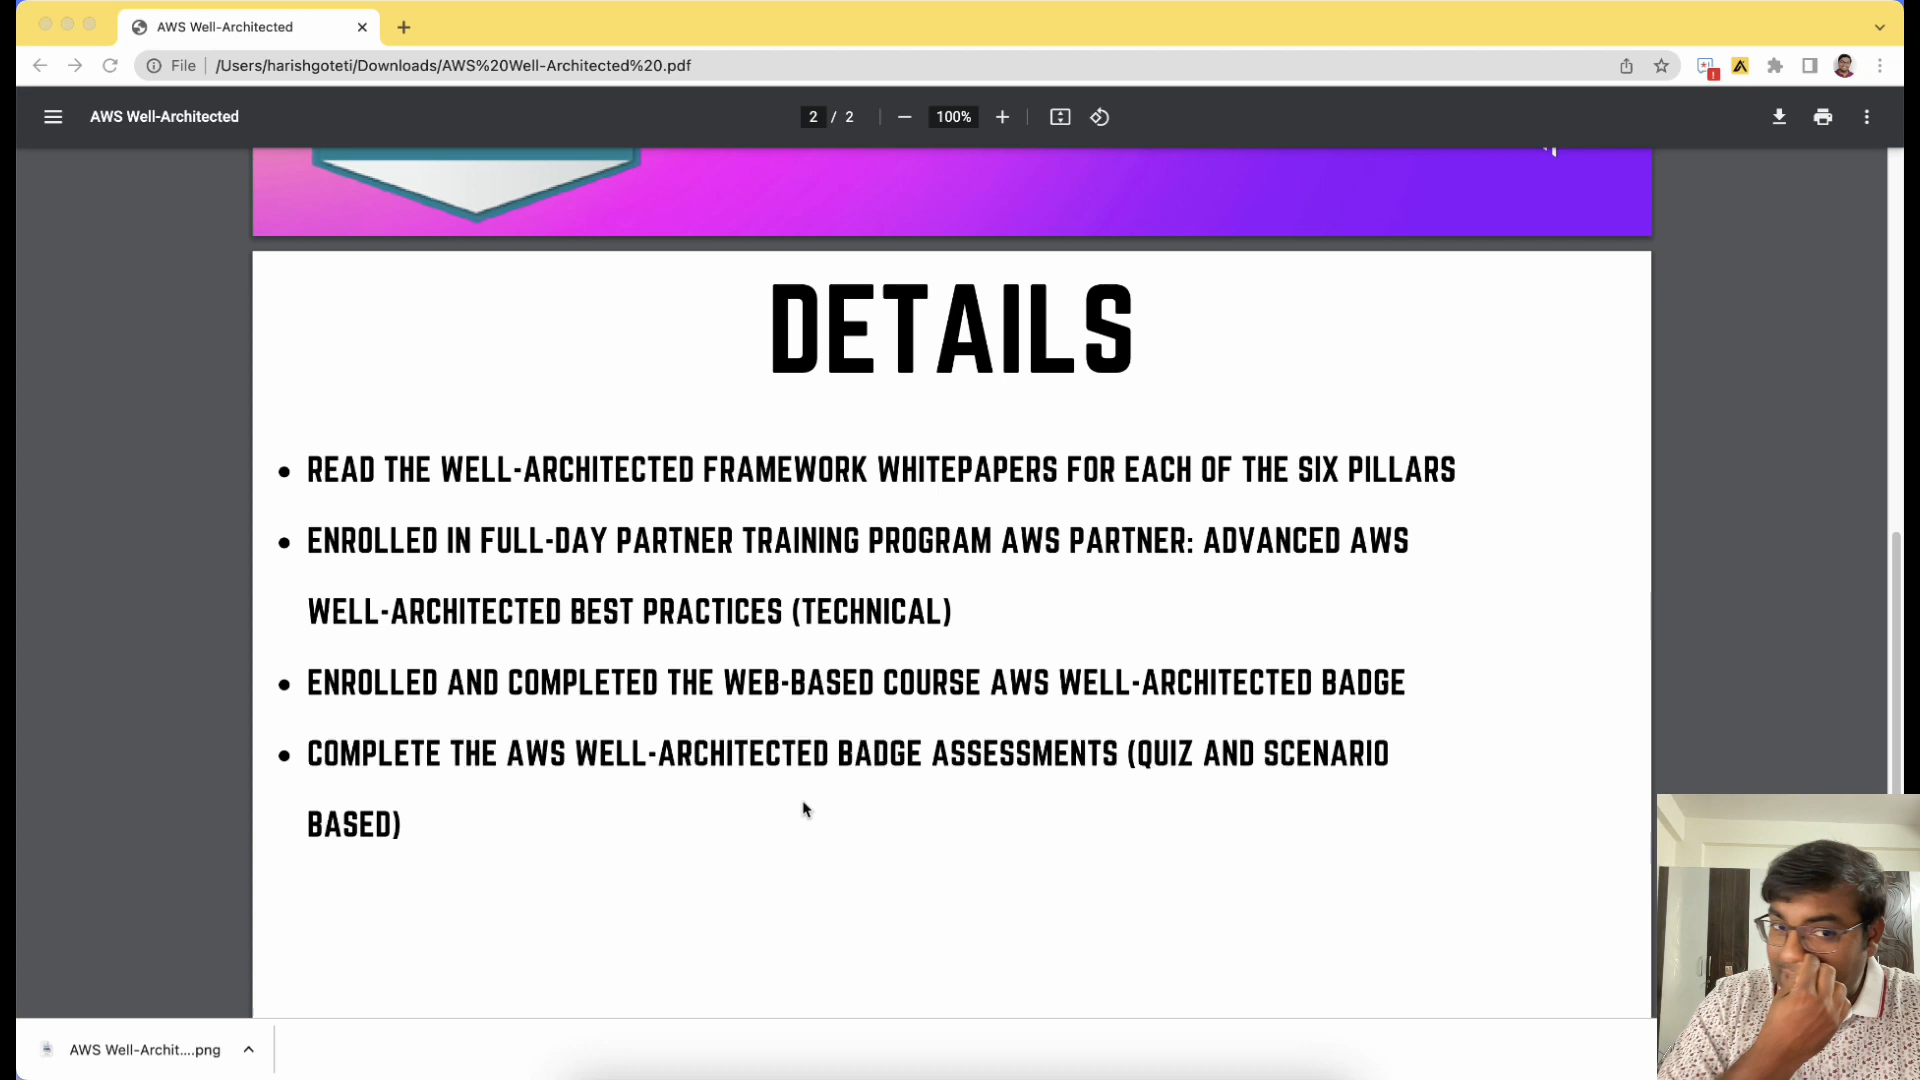 AWS Well-Architected
File
/Users/harishgoteti/Downloads/AWS%20Well-Architected%20.pdf
AWS Well-Architected
2 / 2
100%
DETAILS
• READ THE WELL-ARCHITECTED FRAMEWORK WHITEPAPERS FOR EACH OF THE SIX PILLARS
• ENROLLED IN FULL-DAY PARTNER TRAINING PROGRAM AWS PARTNER: ADVANCED AWS
WELL-ARCHITECTED BEST PRACTICES (TECHNICAL)
• ENROLLED AND COMPLETED THE WEB-BASED COURSE AWS WELL-ARCHITECTED BADGE
• COMPLETE THE AWS WELL-ARCHITECTED BADGE ASSESSMENTS (QUIZ AND SCENARIO
BASED)
AWS Well-Archit....png